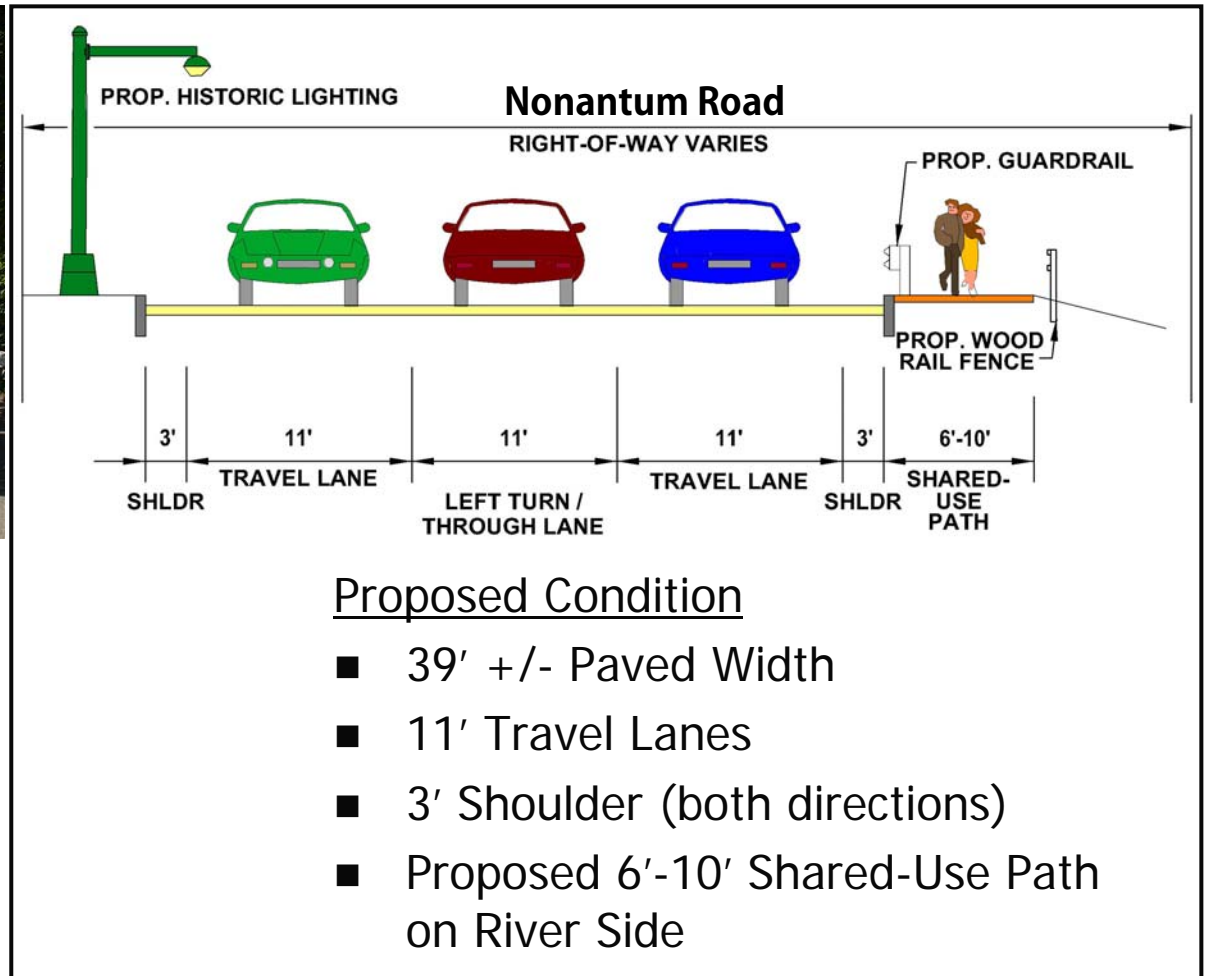 PROP. HISTORIC LIGHTING
Nonantum Road
RIGHT-OF-WAY VARIES
PROP. GUARDRAIL
PROP. WOOD
RAIL FENCE
3'
11'
11'
11'
3'
6'-10'
SHLDR
TRAVEL LANE
LEFT TURN /
THROUGH LANE
TRAVEL LANE
SHLDR
SHARED-
USE
PATH
Proposed Condition
■ 39' +/- Paved Width
■ 11' Travel Lanes
■ 3' Shoulder (both directions)
■ Proposed 6'-10' Shared-Use Path
on River Side